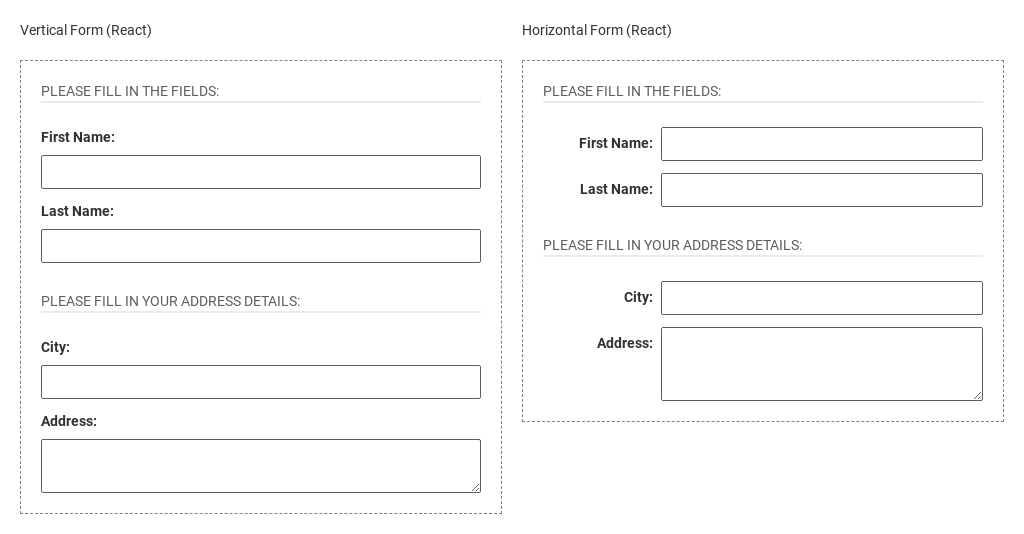 Vertical Form (React)
PLEASE FILL IN THE FIELDS:
First Name:
Last Name:
PLEASE FILL IN YOUR ADDRESS DETAILS:
City:
Address:
Horizontal Form (React)
PLEASE FILL IN THE FIELDS:
First Name:
Last Name:
PLEASE FILL IN YOUR ADDRESS DETAILS:
City:
Address: